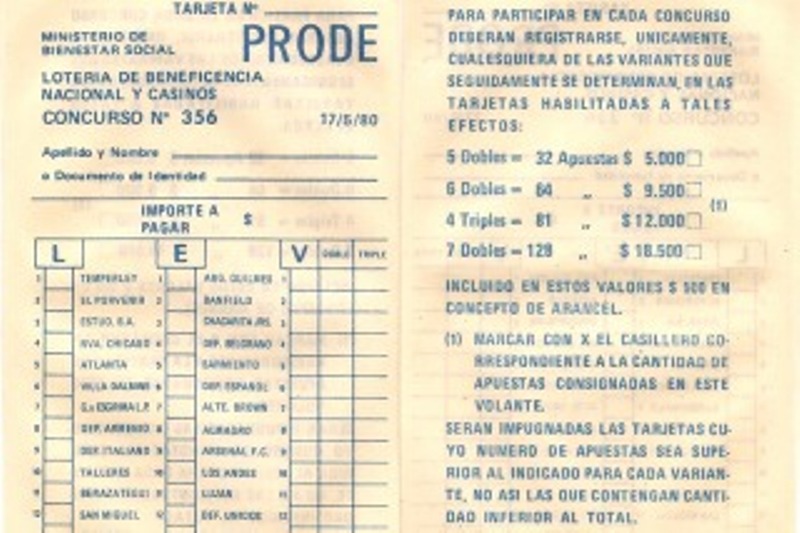 TARJETA Nº
MINISTERIO DE
BIENESTAR SOCIAL
PRODE
LOTERIA DE BENEFICENCIA
NACIONAL Y CASINOS
CONCURSO Nº 356
17/5/80
Apellido y Nombre
o Documento de Identidad
IMPORTE A
PAGAR
$
L E V DOBLE TRIPLE
1 TEMPERLEY 1 ARG. QUILMES 1
2 EL PORVENIR 2 BANFIELD 2
3 ESTUD. B.A. 3 CHACARITA JRS. 3
4 NVA. CHICAGO 4 DEP. BELGRANO 4
5 ATLANTA 5 SARMIENTO 5
6 VILLA DALMINE 6 DEP. ESPAÑOL 6
7 G. y ESGRIMA L.P. 7 ALTE. BROWN 7
8 DEP. ARMENIO 8 ALMAGRO 8
9 DEP. ITALIANO 9 ARSENAL F.C. 9
10 TALLERES 10 LOS ANDES 10
11 BERAZATEGUI 11 LUJAN 11
12 SAN MIGUEL 12 DEF. UNIDOS 12
PARA PARTICIPAR EN CADA CONCURSO
DEBERAN REGISTRARSE, UNICAMENTE,
CUALESQUIERA DE LAS VARIANTES QUE
SEGUIDAMENTE SE DETERMINAN, EN LAS
TARJETAS HABILITADAS A TALES
EFECTOS:
5 Dobles = 32 Apuestas $ 5.000
6 Dobles = 64 „ $ 9.500
(1)
4 Triples = 81 „ $ 12.000
7 Dobles = 128 „ $ 18.500
INCLUIDO EN ESTOS VALORES $ 500 EN
CONCEPTO DE ARANCEL.
(1) MARCAR CON X EL CASILLERO CO-
RRESPONDIENTE A LA CANTIDAD DE
APUESTAS CONSIGNADAS EN ESTE
VOLANTE.
SERAN IMPUGNADAS LAS TARJETAS CU-
YO NUMERO DE APUESTAS SEA SUPE-
RIOR AL INDICADO PARA CADA VARIAN-
TE, NO ASI LAS QUE CONTENGAN CANTI-
DAD INFERIOR AL TOTAL.